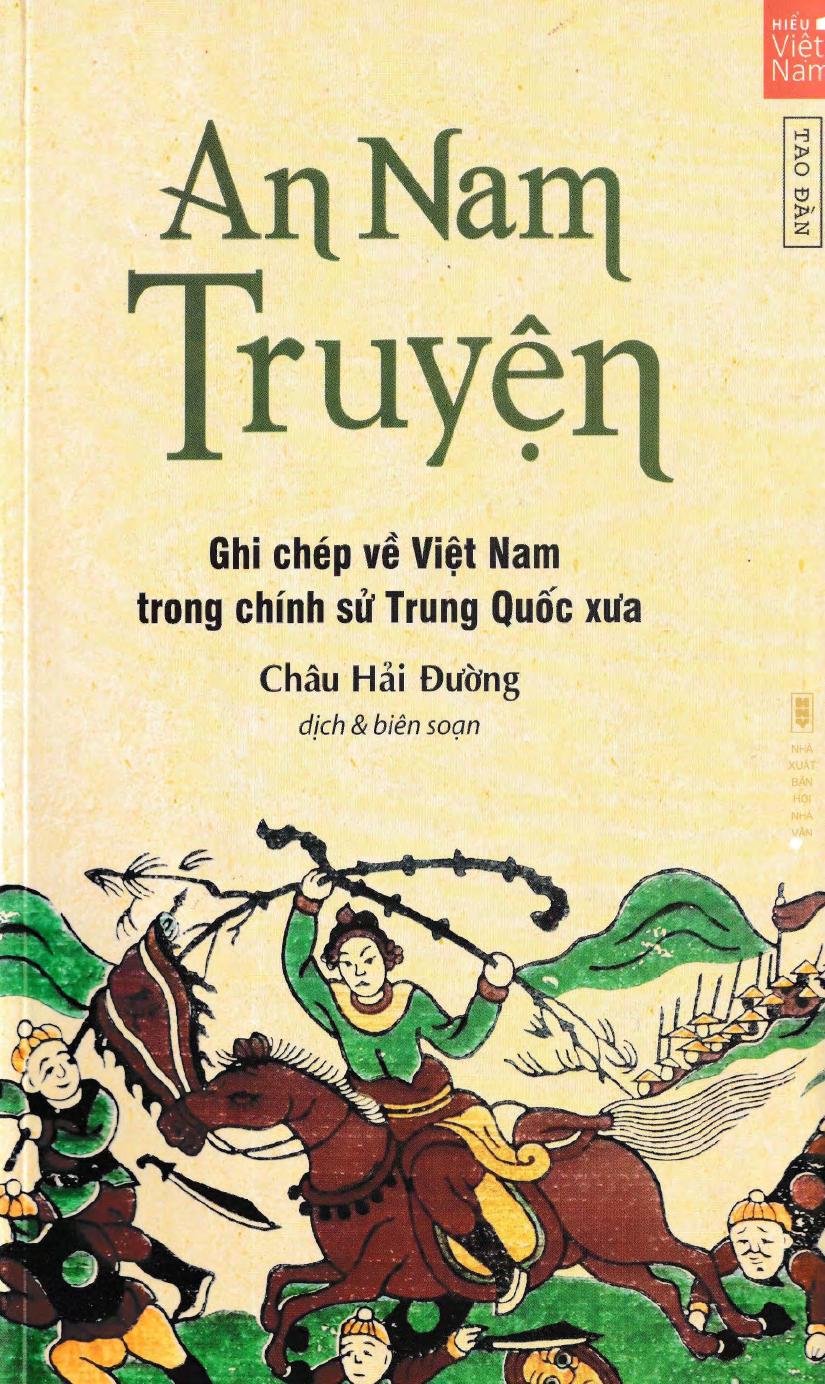 HIỂU
Việt
Nam
TAO ĐÀN
An Nam
Truyện
Ghi chép về Việt Nam
trong chính sử Trung Quốc xưa
Châu Hải Đường
dịch & biên soạn
NHÀ
XUẤT
BẢN
HỘI
NHÀ
VĂN